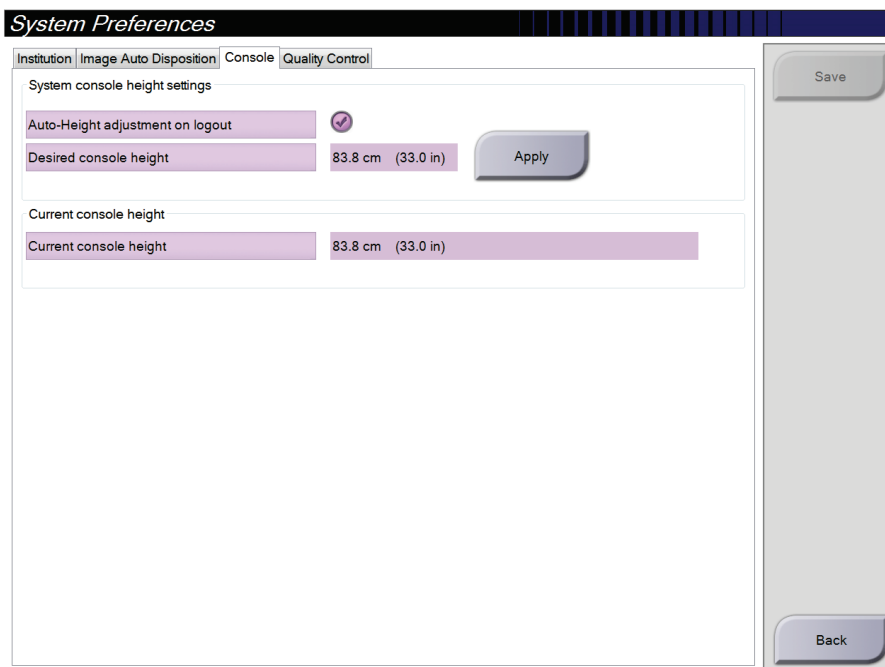 System Preferences
Institution Image Auto Disposition Console Quality Control
Save
System console height settings
Auto-Height adjustment on logout
Desired console height 83.8 cm (33.0 in) Apply
Current console height
Current console height 83.8 cm (33.0 in)
Back